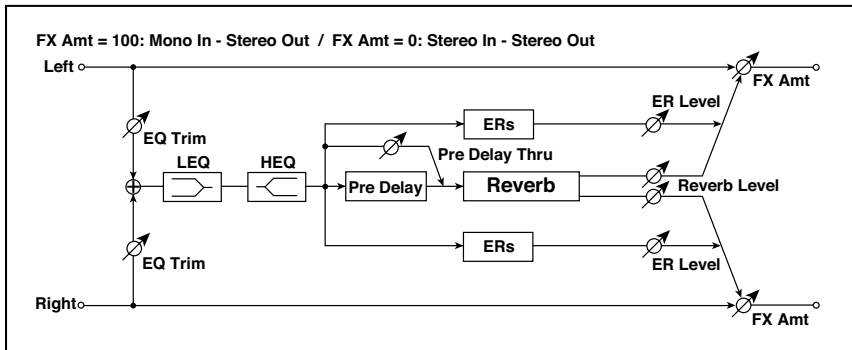 FX Amt = 100: Mono In - Stereo Out / FX Amt = 0: Stereo In - Stereo Out
Left
FX Amt
ER Level
EQ Trim
ERs
LEQ
HEQ
Pre Delay Thru
Pre Delay
Reverb
Reverb Level
EQ Trim
ERs
ER Level
Right
FX Amt